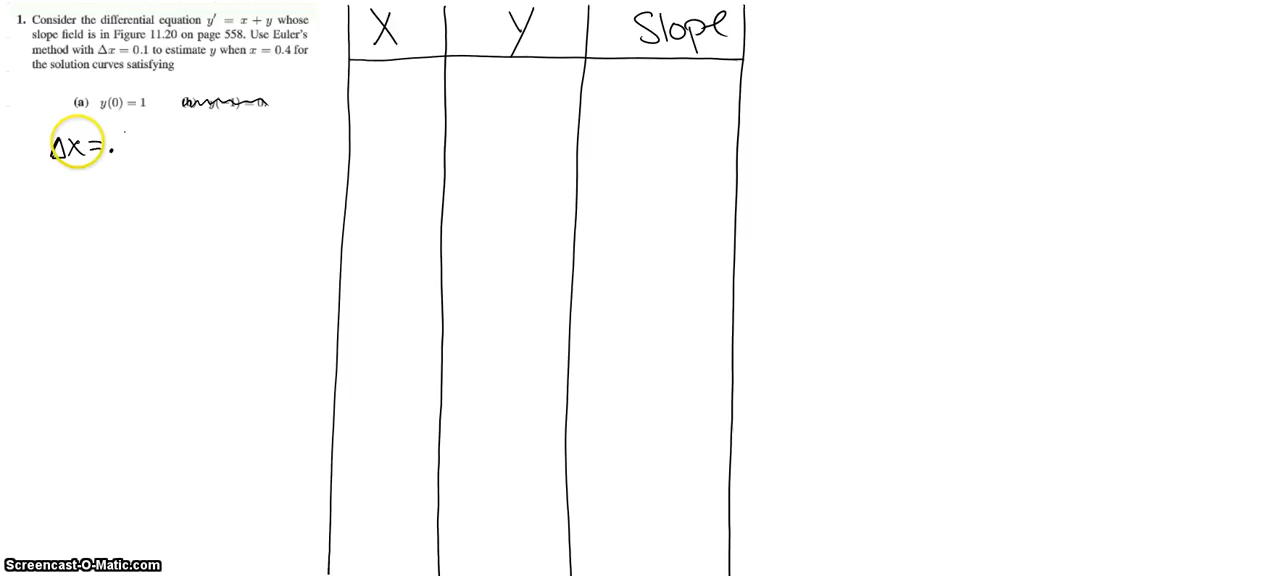 1. Consider the differential equation y′ = x + y whose
slope field is in Figure 11.20 on page 558. Use Euler's
method with Δx = 0.1 to estimate y when x = 0.4 for
the solution curves satisfying
(a) y(0) = 1
Δx = .
X Y Slope
Screencast-O-Matic.com